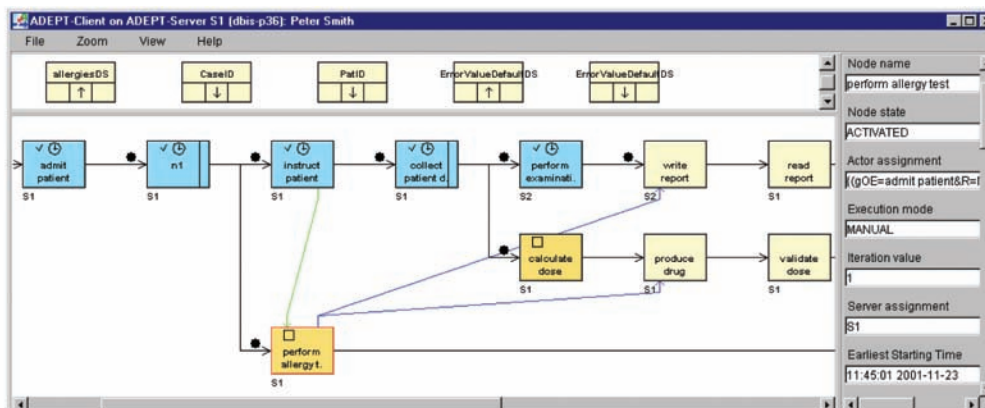 ADEPT-Client on ADEPT-Server S1 (dbis-p36): Peter Smith
File Zoom View Help
allergiesDS
CaseID
PatID
ErrorValueDefaultDS
ErrorValueDefaultDS
admit
patient
S1
n1
S1
instruct
patient
S1
collect
patient d.
S1
perform
examinati.
S2
write
report
S2
read
report
S1
calculate
dose
S1
produce
drug
S1
validate
dose
S1
perform
allergy t.
S1
Node name
perform allergy test
Node state
ACTIVATED
Actor assignment
((gOE=admit patient&R=
Execution mode
MANUAL
Iteration value
1
Server assignment
S1
Earliest Starting Time
11:45:01 2001-11-23